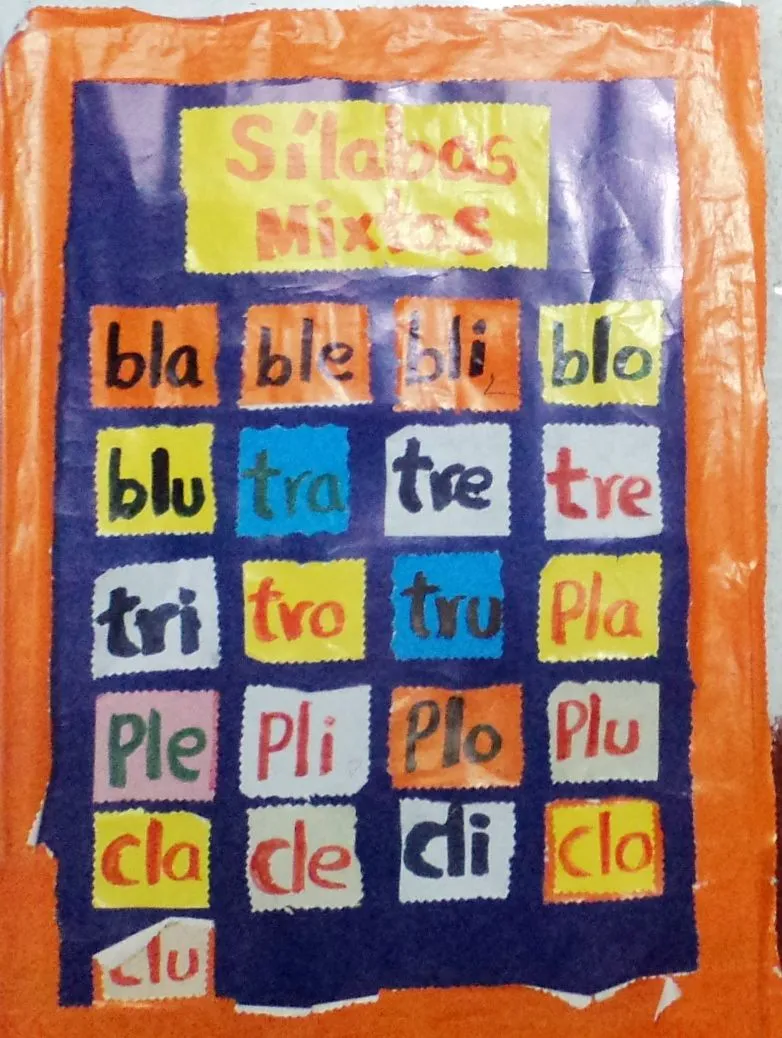 Sílabas
Mixtas
bla ble bli blo
blu tra tre tre
tri tro tru Pla
Ple Pli Plo Plu
cla cle cli clo
clu